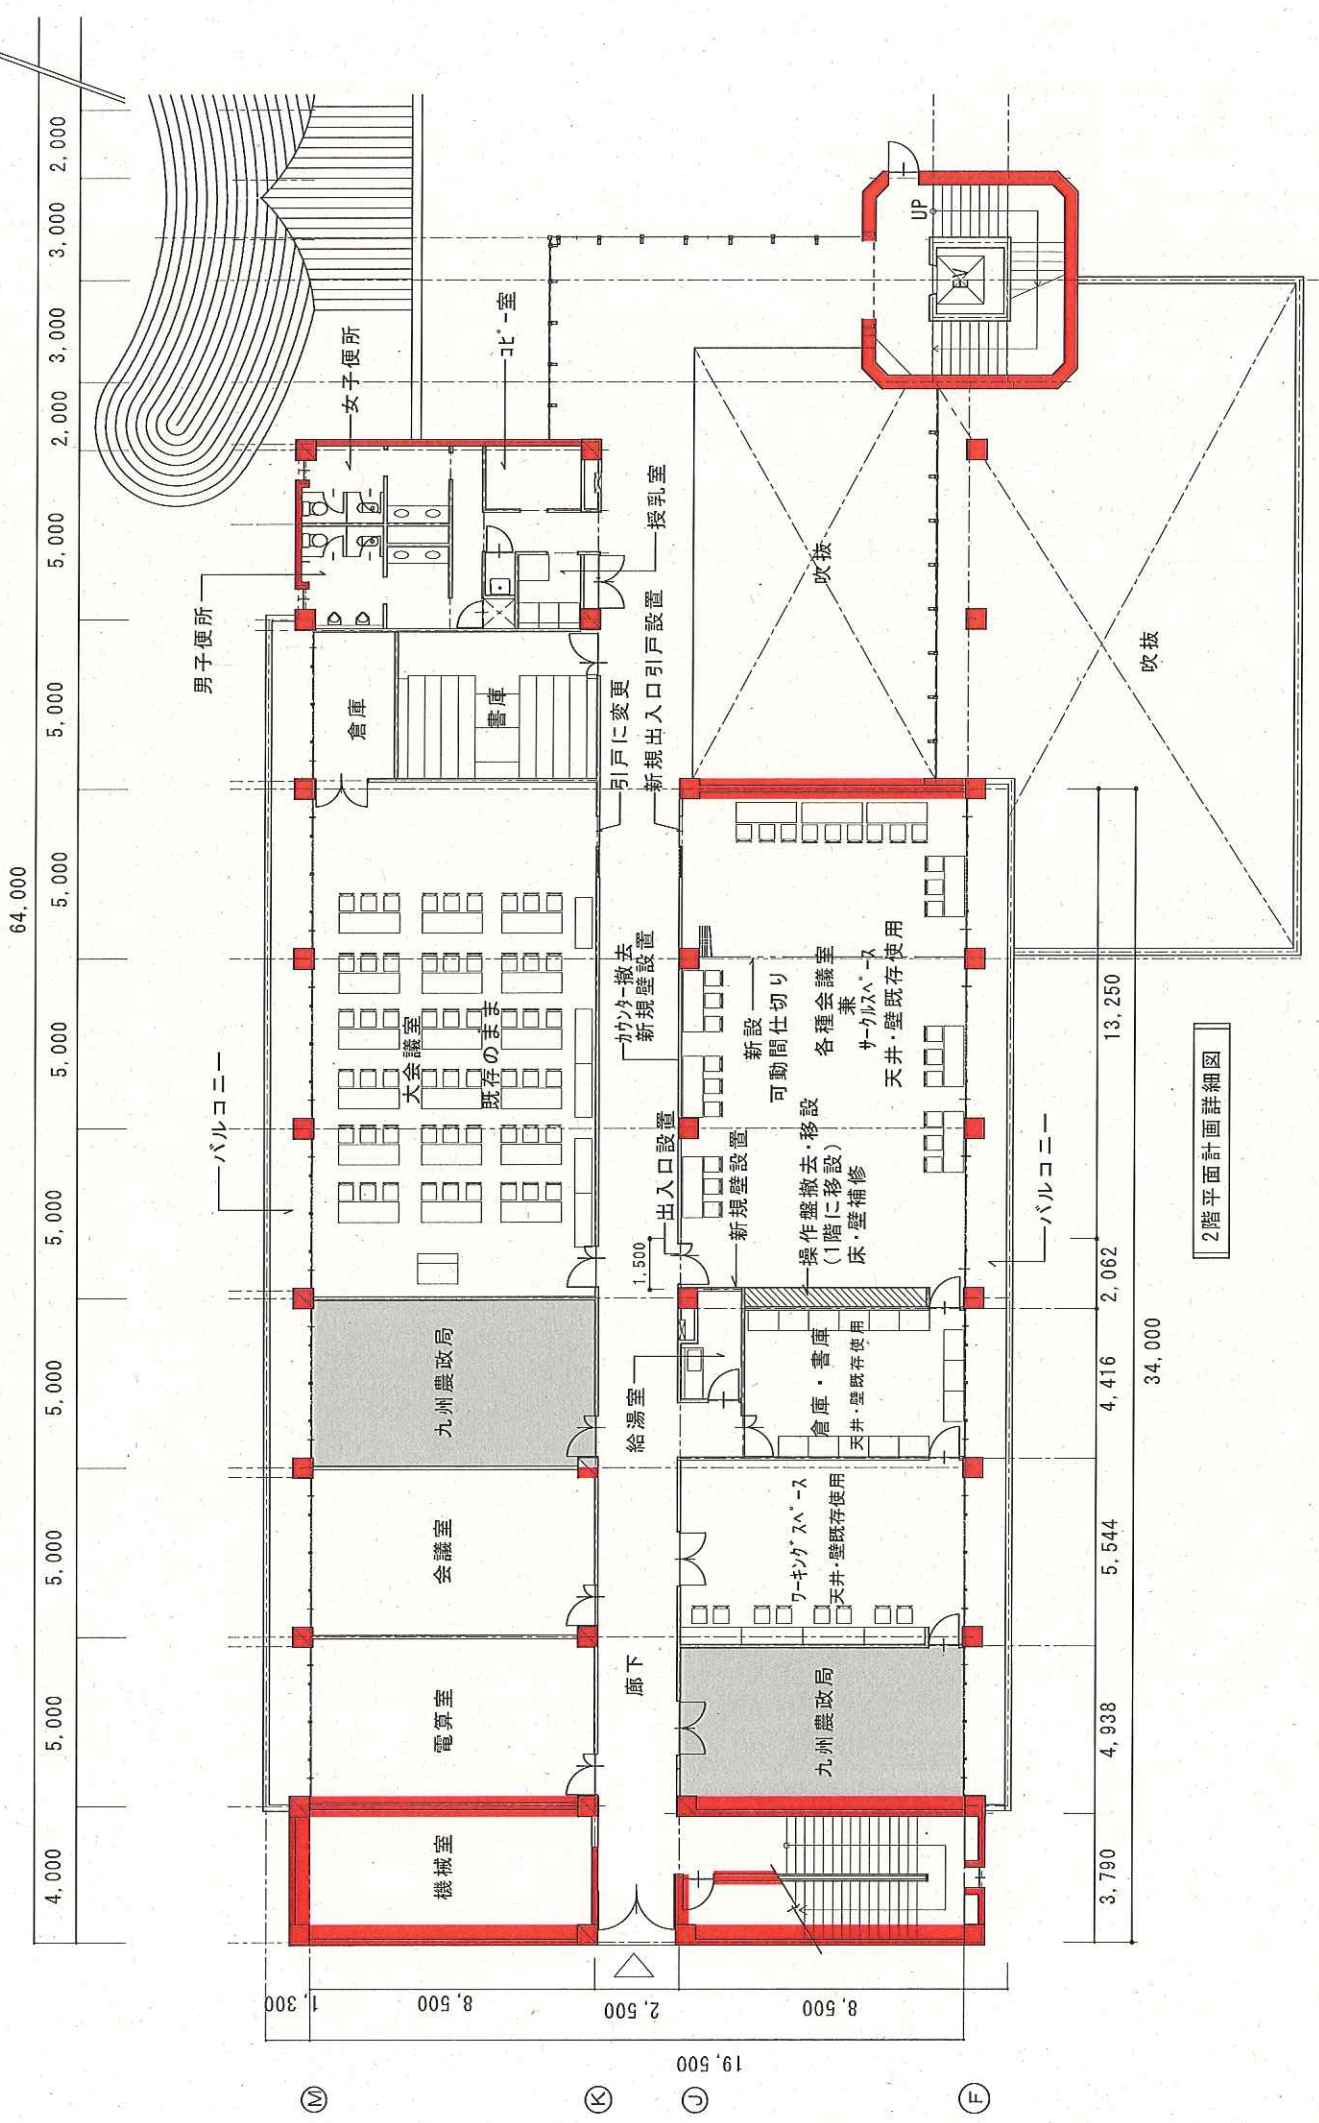 64,000
4,000
5,000
5,000
5,000
5,000
5,000
5,000
5,000
5,000
2,000
3,000
3,000
2,000
バルコニー
男子便所
女子便所
コピー室
授乳室
機械室
電算室
会議室
九州農政局
大会議室
既存のまま
倉庫
書庫
廊下
給湯室
1,500
出入口設置
カウンター撤去
新規壁設置
引戸に変更
新規出入口引戸設置
九州農政局
ワーキングスペース
天井・壁既存使用
倉庫・書庫
天井・壁既存使用
新規壁設置
操作盤撤去・移設
(1階に移設)
床・壁補修
新設
可動間仕切り
各種会議室
兼
サークルスペース
天井・壁既存使用
吹抜
吹抜
UP
EV
バルコニー
3,790
4,938
5,544
4,416
2,062
13,250
34,000
1,300
8,500
2,500
8,500
19,500
M
K
J
F
2階平面計画詳細図